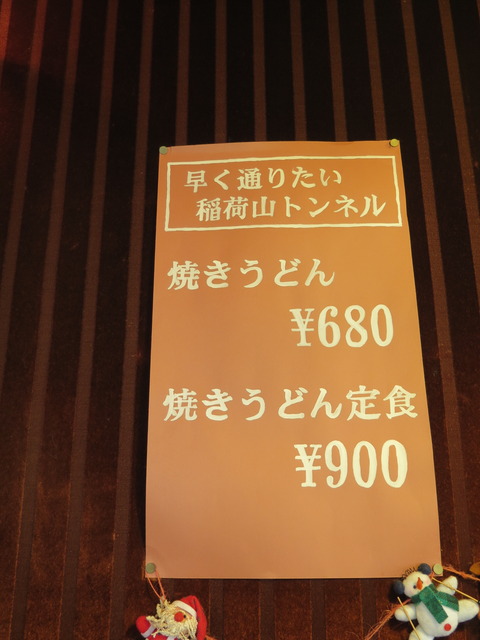 早く通りたい
稲荷山トンネル
焼きうどん
¥680
焼きうどん定食
¥900